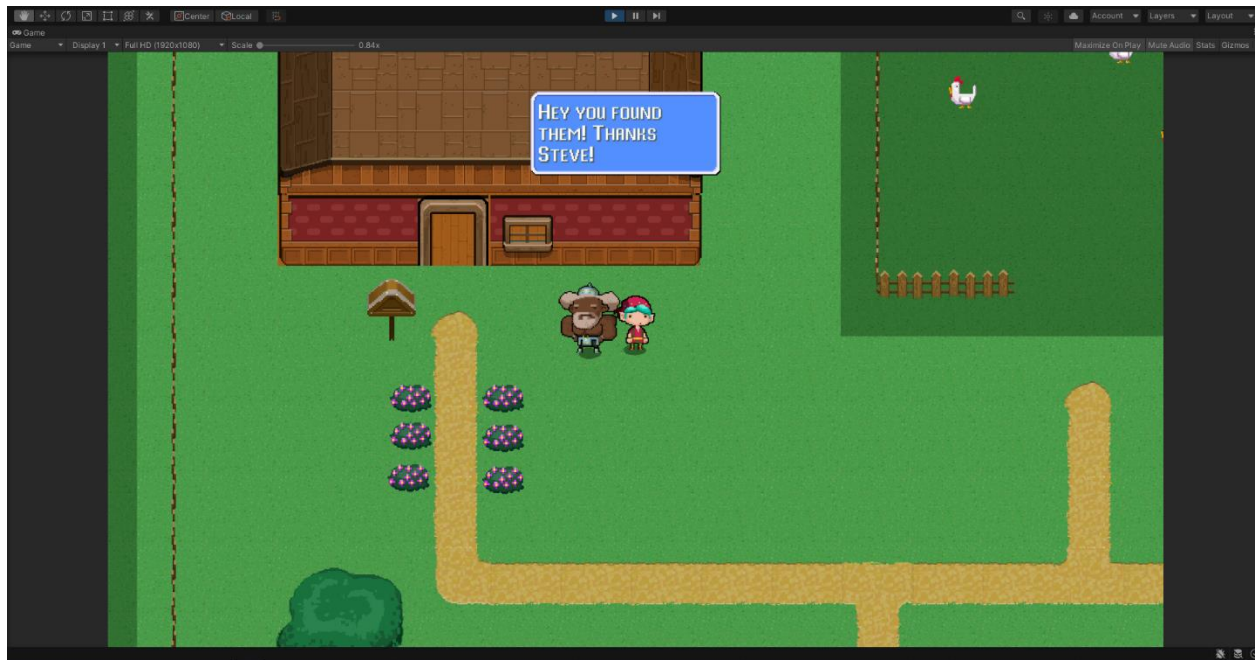 Center Local
Account Layers Layout
Game
Game Display 1 Full HD (1920x1080) Scale 0.84x Maximize On Play Mute Audio Stats Gizmos
HEY YOU FOUND
THEM! THANKS
STEVE!